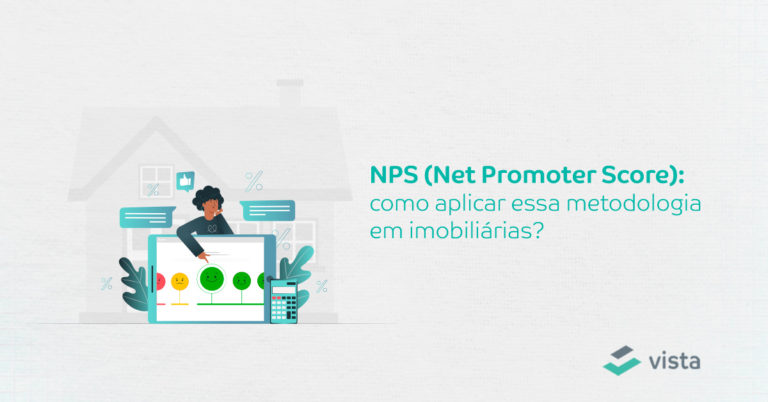 NPS (Net Promoter Score):
como aplicar essa metodologia
em imobiliárias?
vista